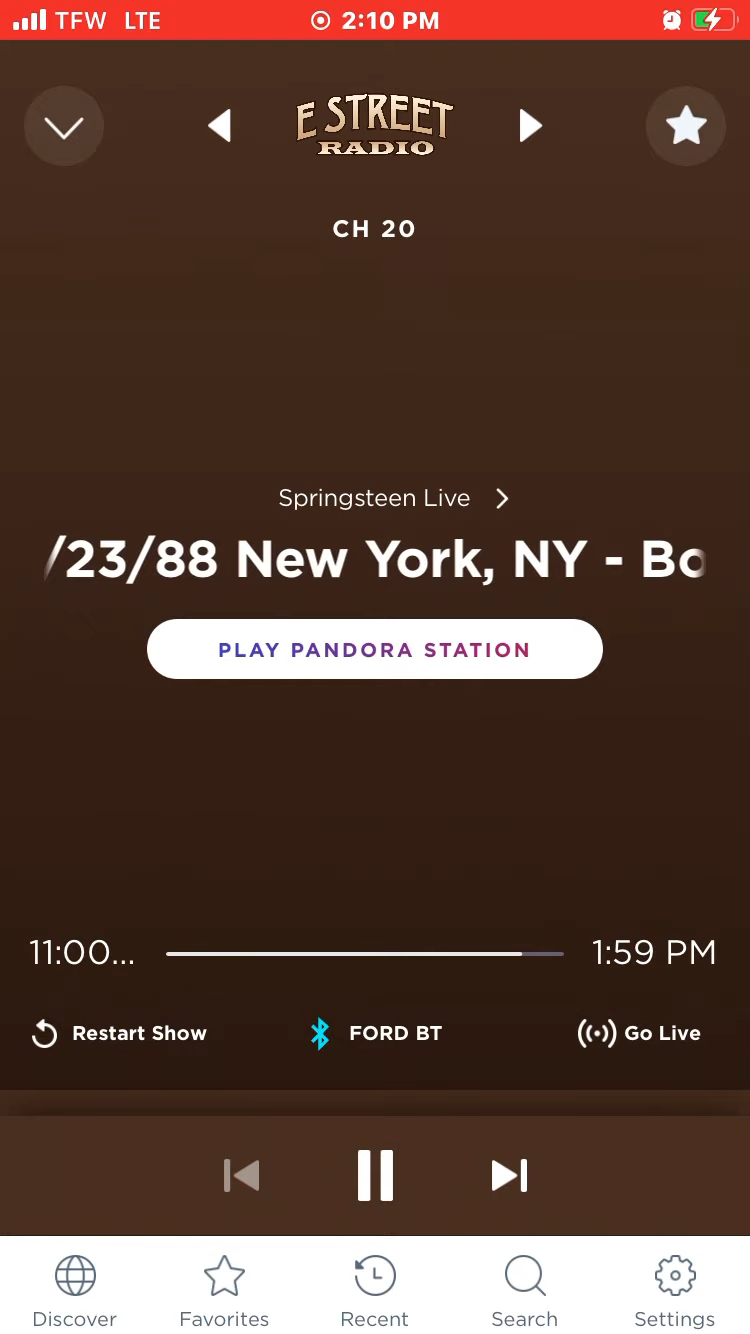 TFW LTE 2:10 PM
E STREET
RADIO
CH 20
Springsteen Live
/23/88 New York, NY - Bo
PLAY PANDORA STATION
11:00... 1:59 PM
Restart Show FORD BT Go Live
Discover Favorites Recent Search Settings